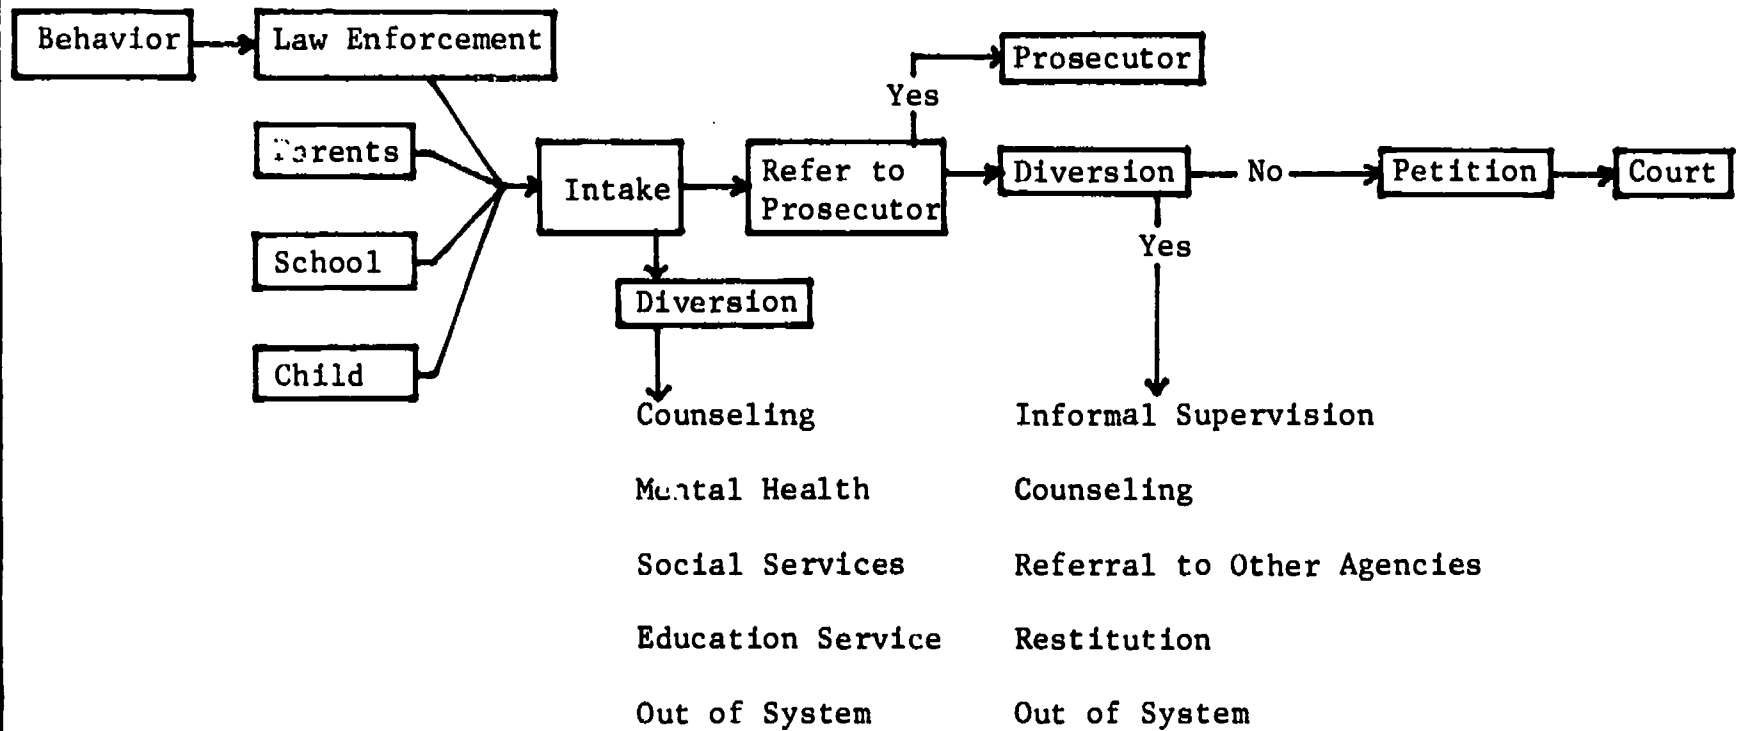 Behavior
Law Enforcement
Prosecutor
Yes
Parents
Intake
Refer to
Prosecutor
Diversion
No
Petition
Court
School
Yes
Diversion
Child
Counseling
Informal Supervision
Mental Health
Counseling
Social Services
Referral to Other Agencies
Education Service
Restitution
Out of System
Out of System